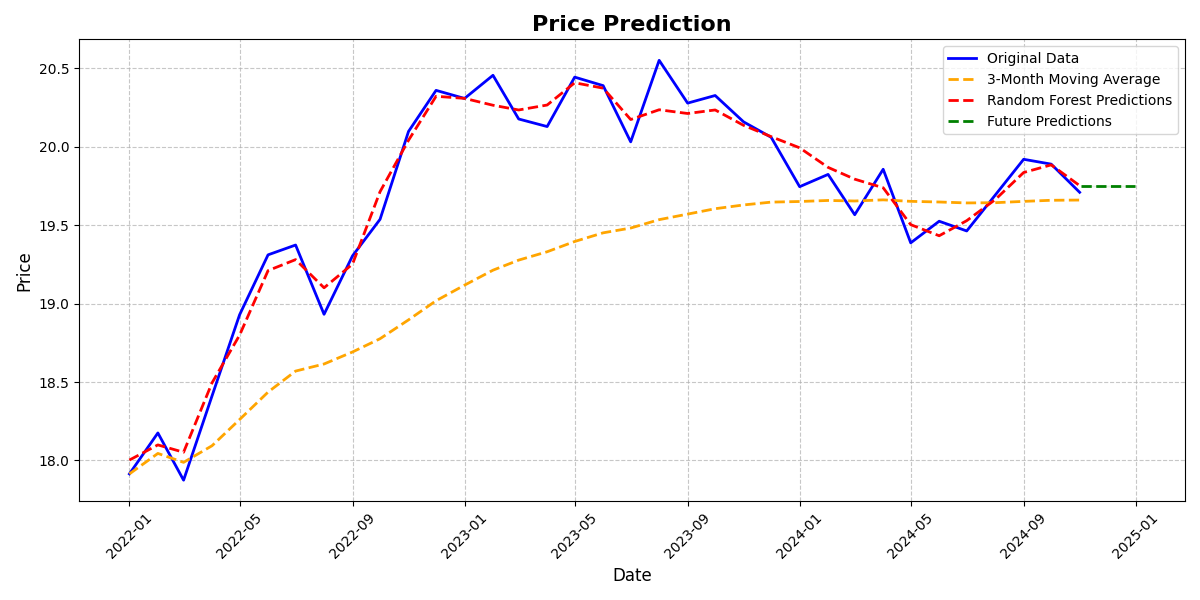 Price Prediction
Original Data
3-Month Moving Average
Random Forest Predictions
Future Predictions
Price
20.5
20.0
19.5
19.0
18.5
18.0
2022-01
2022-05
2022-09
2023-01
2023-05
2023-09
2024-01
2024-05
2024-09
2025-01
Date